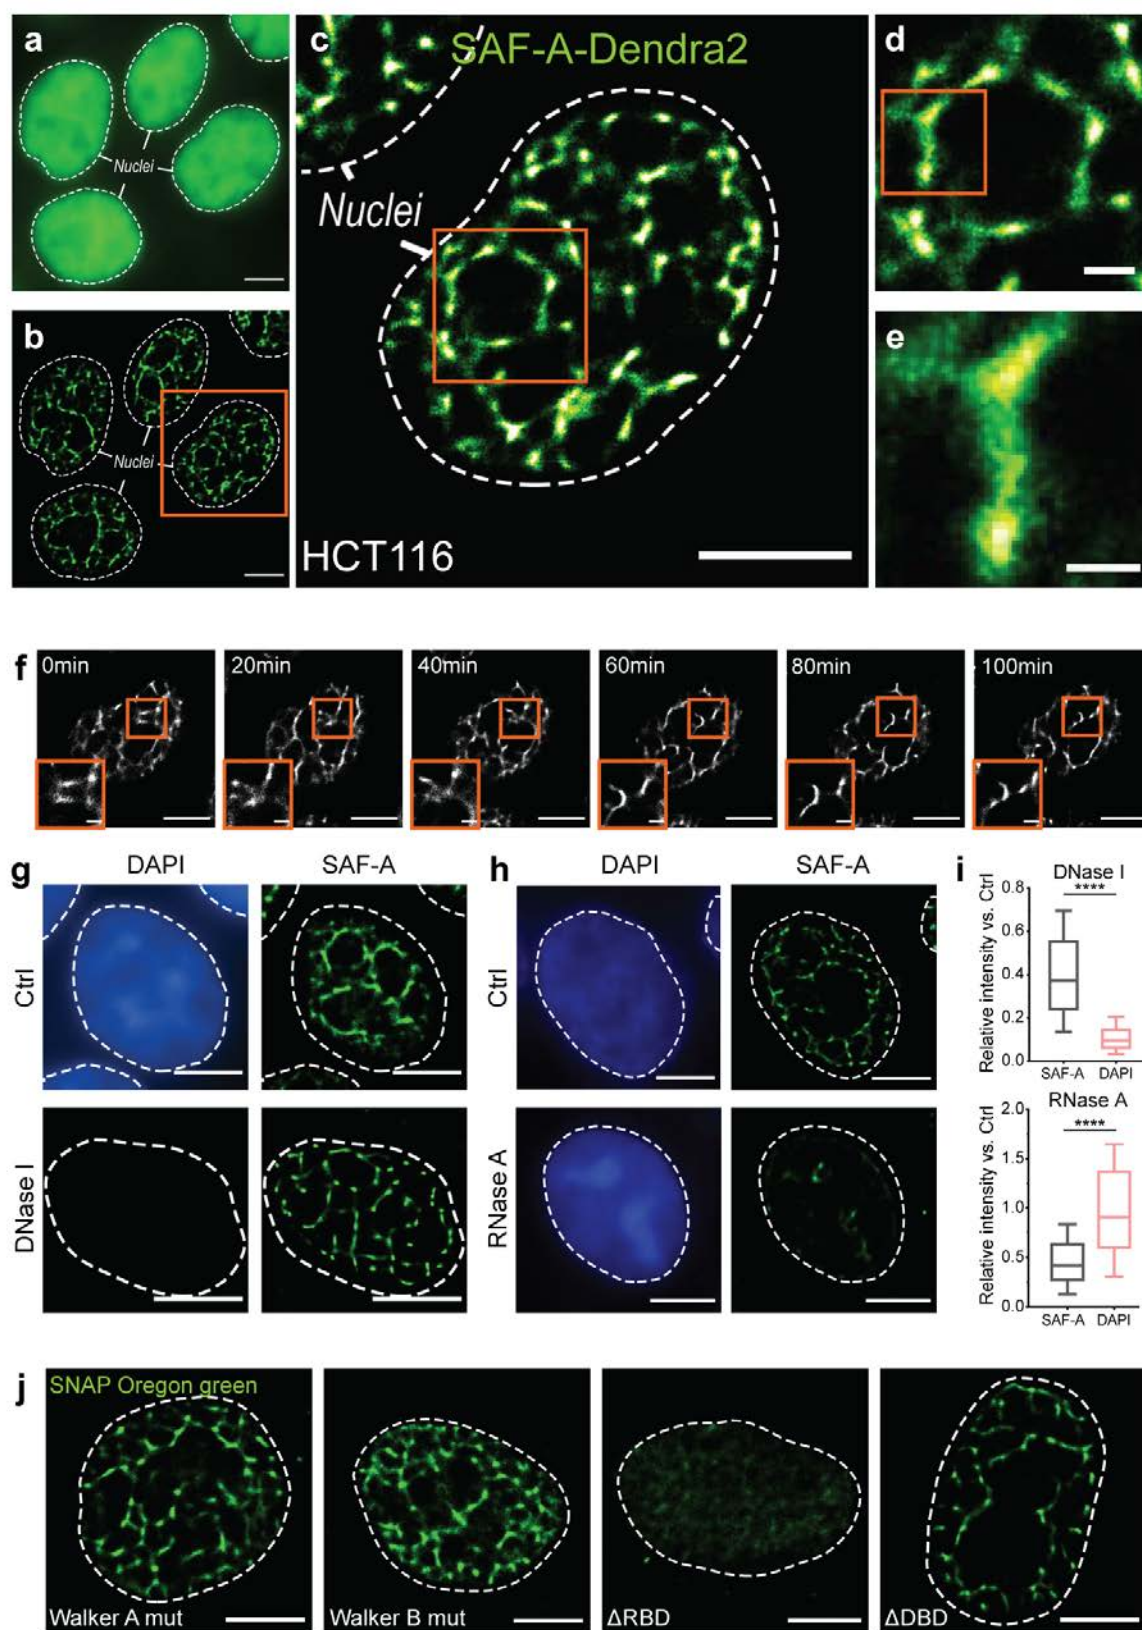 a
Nuclei
b
Nuclei
c
SAF-A-Dendra2
Nuclei
HCT116
d
e
f
0min
20min
40min
60min
80min
100min
g
DAPI
SAF-A
Ctrl
DNase I
h
DAPI
SAF-A
Ctrl
RNase A
i
DNase I
****
Relative intensity vs. Ctrl
0.8
0.6
0.4
0.2
0.0
SAF-A
DAPI
RNase A
****
Relative intensity vs. Ctrl
2.0
1.5
1.0
0.5
0.0
SAF-A
DAPI
j
SNAP Oregon green
Walker A mut
Walker B mut
ΔRBD
ΔDBD